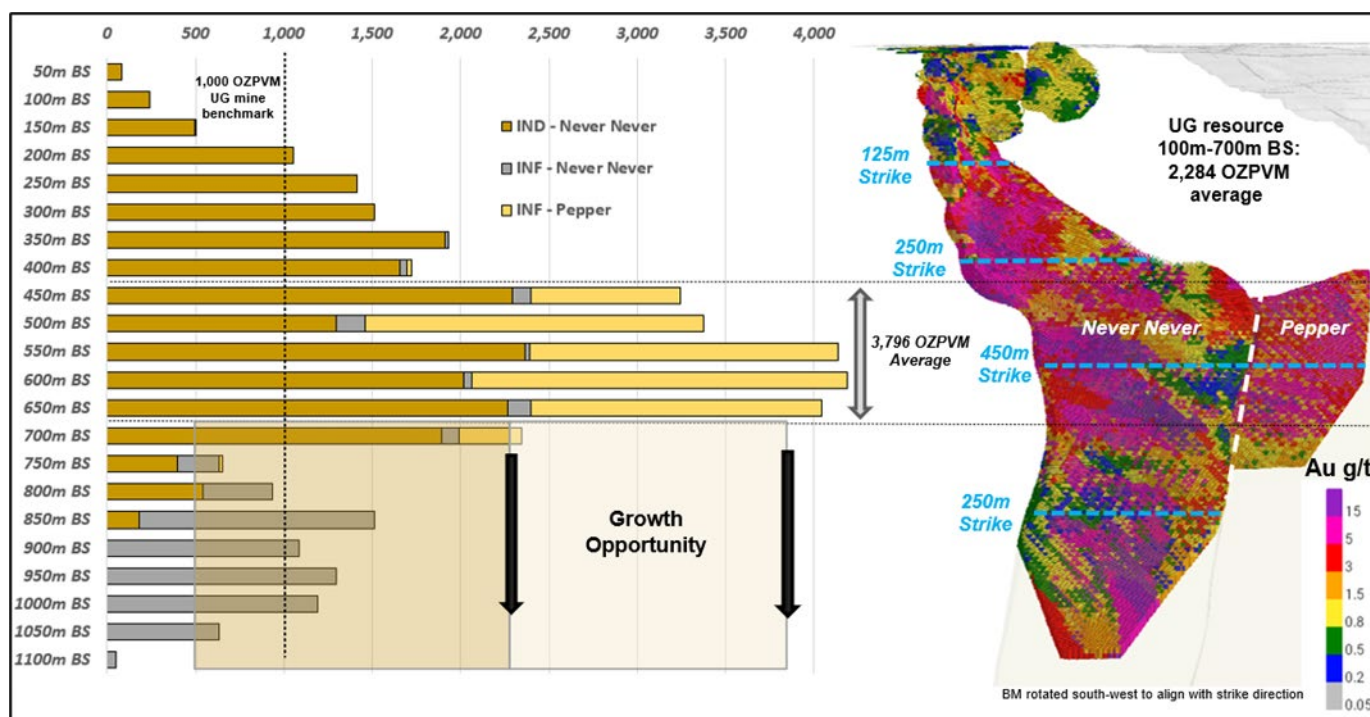 0 500 1,000 1,500 2,000 2,500 3,000 3,500 4,000
50m BS
100m BS
150m BS
200m BS
250m BS
300m BS
350m BS
400m BS
450m BS
500m BS
550m BS
600m BS
650m BS
700m BS
750m BS
800m BS
850m BS
900m BS
950m BS
1000m BS
1050m BS
1100m BS
1,000 OZPVM
UG mine
benchmark
IND - Never Never
INF - Never Never
INF - Pepper
3,796 OZPVM
Average
Growth
Opportunity
UG resource
100m-700m BS:
2,284 OZPVM
average
125m
Strike
250m
Strike
Never Never
Pepper
450m
Strike
250m
Strike
Au g/t
15
5
3
1.5
0.8
0.5
0.2
0.05
BM rotated south-west to align with strike direction